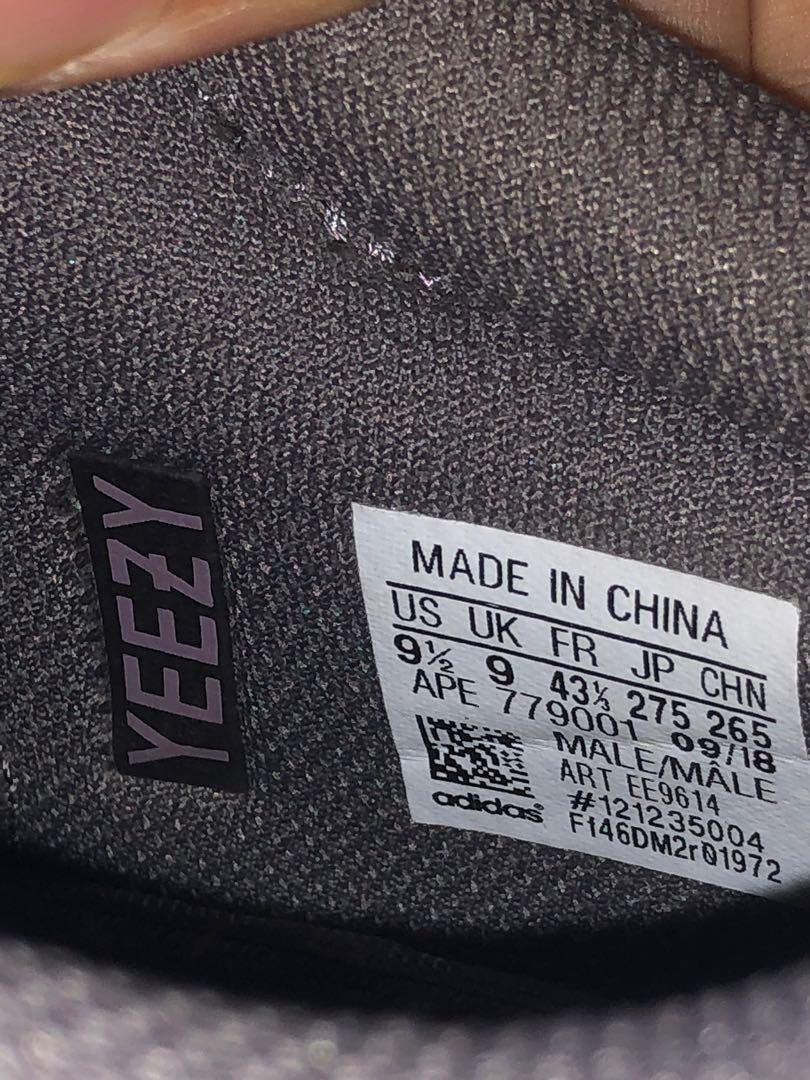 YEEZY
MADE IN CHINA
US UK FR JP CHN
9½ 9 43⅓ 275 265
APE 779001 09/18
MALE/MÂLE
ART EE9614
#121235004
F146DM2r01972
adidas